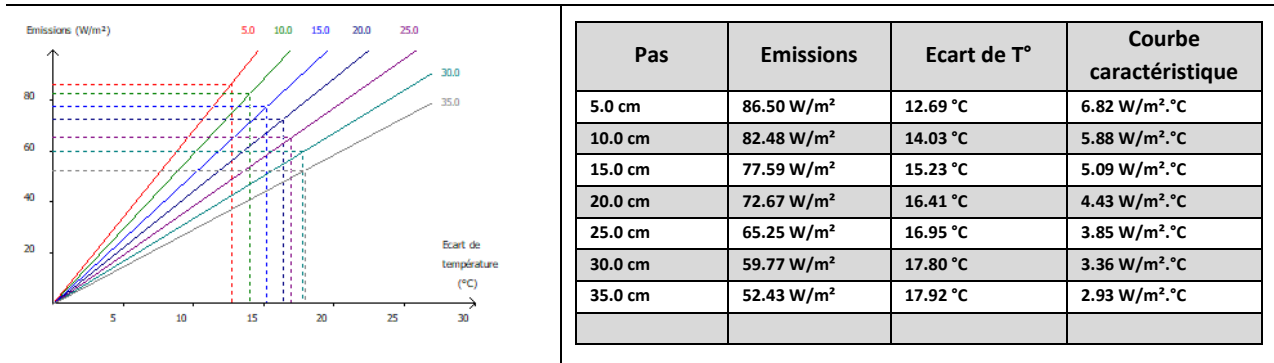 Emissions (W/m²)
5.0 10.0 15.0 20.0 25.0
30.0
35.0
80
60
40
20
Ecart de
température
(°C)
5 10 15 20 25 30
Pas Emissions Ecart de T° Courbe
caractéristique
5.0 cm 86.50 W/m² 12.69 °C 6.82 W/m².°C
10.0 cm 82.48 W/m² 14.03 °C 5.88 W/m².°C
15.0 cm 77.59 W/m² 15.23 °C 5.09 W/m².°C
20.0 cm 72.67 W/m² 16.41 °C 4.43 W/m².°C
25.0 cm 65.25 W/m² 16.95 °C 3.85 W/m².°C
30.0 cm 59.77 W/m² 17.80 °C 3.36 W/m².°C
35.0 cm 52.43 W/m² 17.92 °C 2.93 W/m².°C